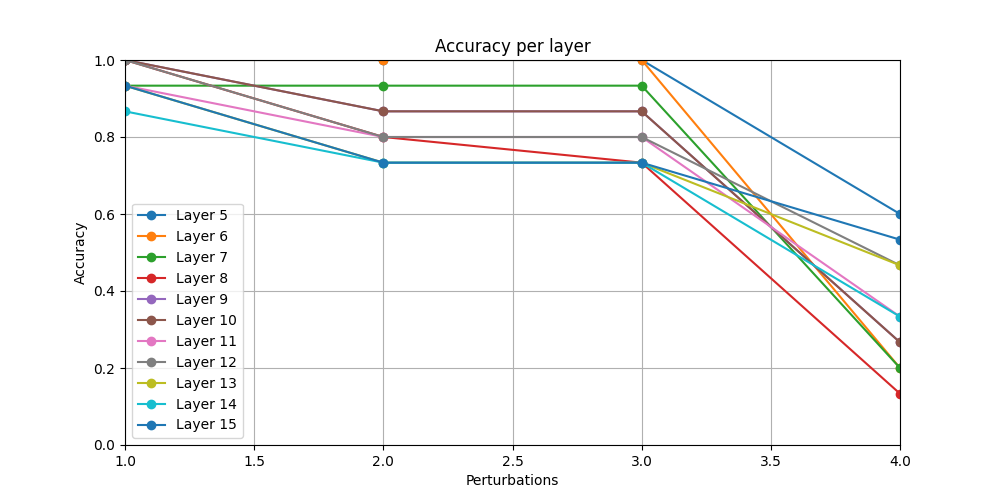 Accuracy per layer
1.0
0.8
0.6
0.4
0.2
0.0
Accuracy
Layer 5
Layer 6
Layer 7
Layer 8
Layer 9
Layer 10
Layer 11
Layer 12
Layer 13
Layer 14
Layer 15
1.0 1.5 2.0 2.5 3.0 3.5 4.0
Perturbations